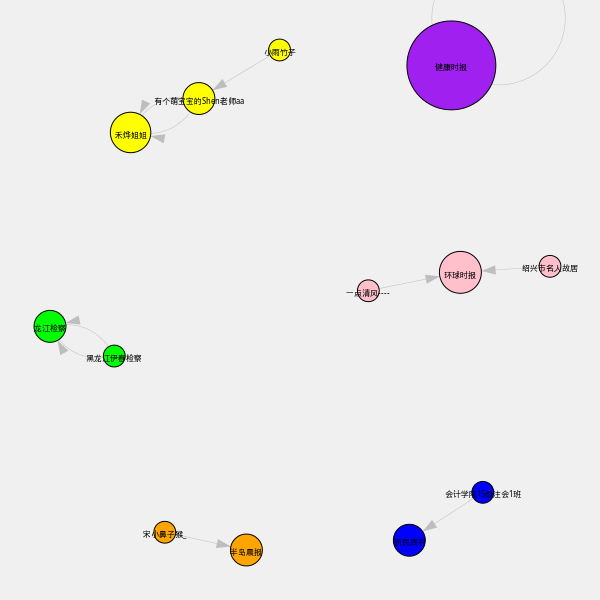 小雨竹子
健康时报
有个萌宝宝的Shen老师aa
禾烨姐姐
绍兴市名人故居
环球时报
一点清风----
龙江检察
黑龙江伊春检察
会计学院15级注会1班
宋小鼻子猴_
半岛晨报